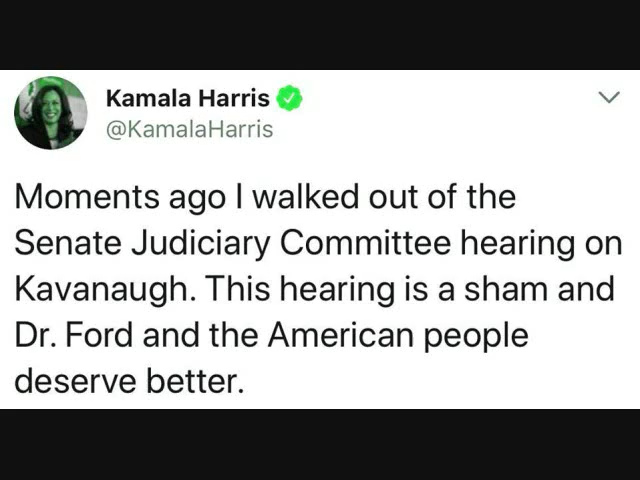 Kamala Harris
@KamalaHarris
Moments ago I walked out of the
Senate Judiciary Committee hearing on
Kavanaugh. This hearing is a sham and
Dr. Ford and the American people
deserve better.